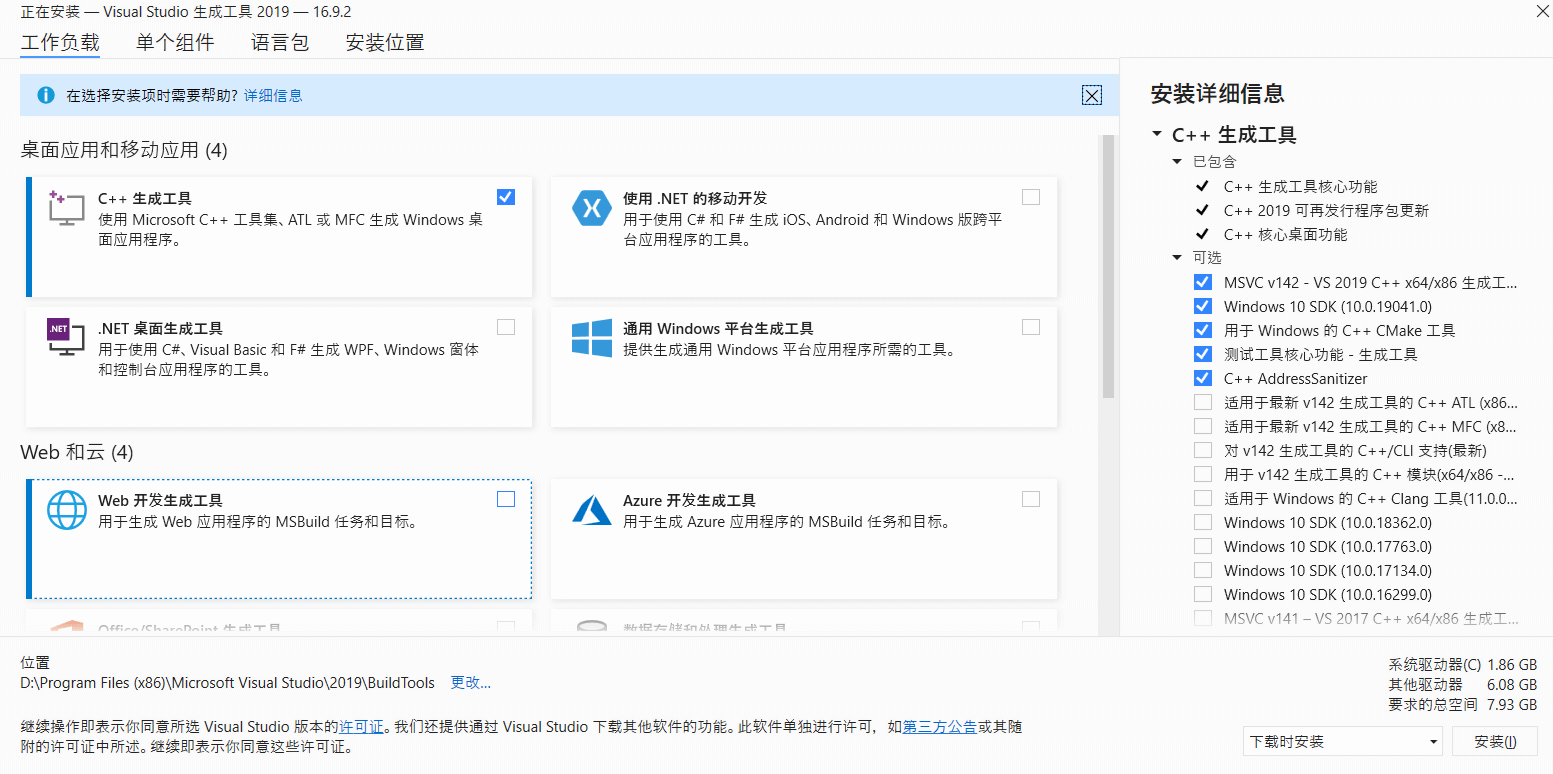 正在安装 — Visual Studio 生成工具 2019 — 16.9.2
工作负载 单个组件 语言包 安装位置
在选择安装项时需要帮助? 详细信息
桌面应用和移动应用 (4)
C++ 生成工具
使用 Microsoft C++ 工具集、ATL 或 MFC 生成 Windows 桌
面应用程序。
使用 .NET 的移动开发
用于使用 C# 和 F# 生成 iOS、Android 和 Windows 版跨平
台应用程序的工具。
.NET
.NET 桌面生成工具
用于使用 C#、Visual Basic 和 F# 生成 WPF、Windows 窗体
和控制台应用程序的工具。
通用 Windows 平台生成工具
提供生成通用 Windows 平台应用程序所需的工具。
Web 和云 (4)
Web 开发生成工具
用于生成 Web 应用程序的 MSBuild 任务和目标。
Azure 开发生成工具
用于生成 Azure 应用程序的 MSBuild 任务和目标。
Office/SharePoint 生成工具
数据存储和处理生成工具
安装详细信息
C++ 生成工具
已包含
C++ 生成工具核心功能
C++ 2019 可再发行程序包更新
C++ 核心桌面功能
可选
MSVC v142 - VS 2019 C++ x64/x86 生成工...
Windows 10 SDK (10.0.19041.0)
用于 Windows 的 C++ CMake 工具
测试工具核心功能 - 生成工具
C++ AddressSanitizer
适用于最新 v142 生成工具的 C++ ATL (x86...
适用于最新 v142 生成工具的 C++ MFC (x8...
对 v142 生成工具的 C++/CLI 支持(最新)
用于 v142 生成工具的 C++ 模块(x64/x86 -...
适用于 Windows 的 C++ Clang 工具(11.0.0...
Windows 10 SDK (10.0.18362.0)
Windows 10 SDK (10.0.17763.0)
Windows 10 SDK (10.0.17134.0)
Windows 10 SDK (10.0.16299.0)
MSVC v141 – VS 2017 C++ x64/x86 生成工...
位置
D:\Program Files (x86)\Microsoft Visual Studio\2019\BuildTools 更改...
继续操作即表示你同意所选 Visual Studio 版本的许可证。我们还提供通过 Visual Studio 下载其他软件的功能。此软件单独进行许可，如第三方公告或其随
附的许可证中所述。继续即表示你同意这些许可证。
系统驱动器(C) 1.86 GB
其他驱动器 6.08 GB
要求的总空间 7.93 GB
下载时安装 安装(I)